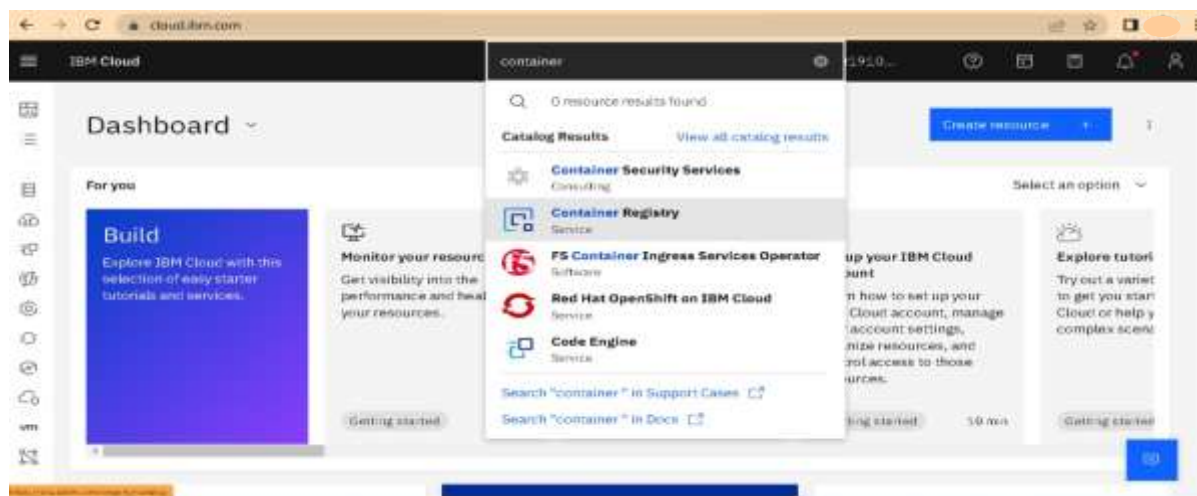 cloud.ibm.com
IBM Cloud
container
1910...
0 resource results found
Dashboard
Create resource +
Catalog Results View all catalog results
Container Security Services
Consulting
For you
Select an option
Container Registry
Service
Build
Explore IBM Cloud with this
selection of easy starter
tutorials and services.
Monitor your resourc
Get visibility into the
performance and heal
your resources.
Getting started
F5 Container Ingress Services Operator
Software
Red Hat OpenShift on IBM Cloud
Service
Code Engine
Service
Search "container" in Support Cases
Search "container" in Docs
up your IBM Cloud
ount
n how to set up your
Cloud account, manage
account settings,
nize resources, and
rol access to those
urces.
ting started
10 min
Explore tutori
Try out a variet
to get you start
Cloud or help y
complex scena
Getting started
vm